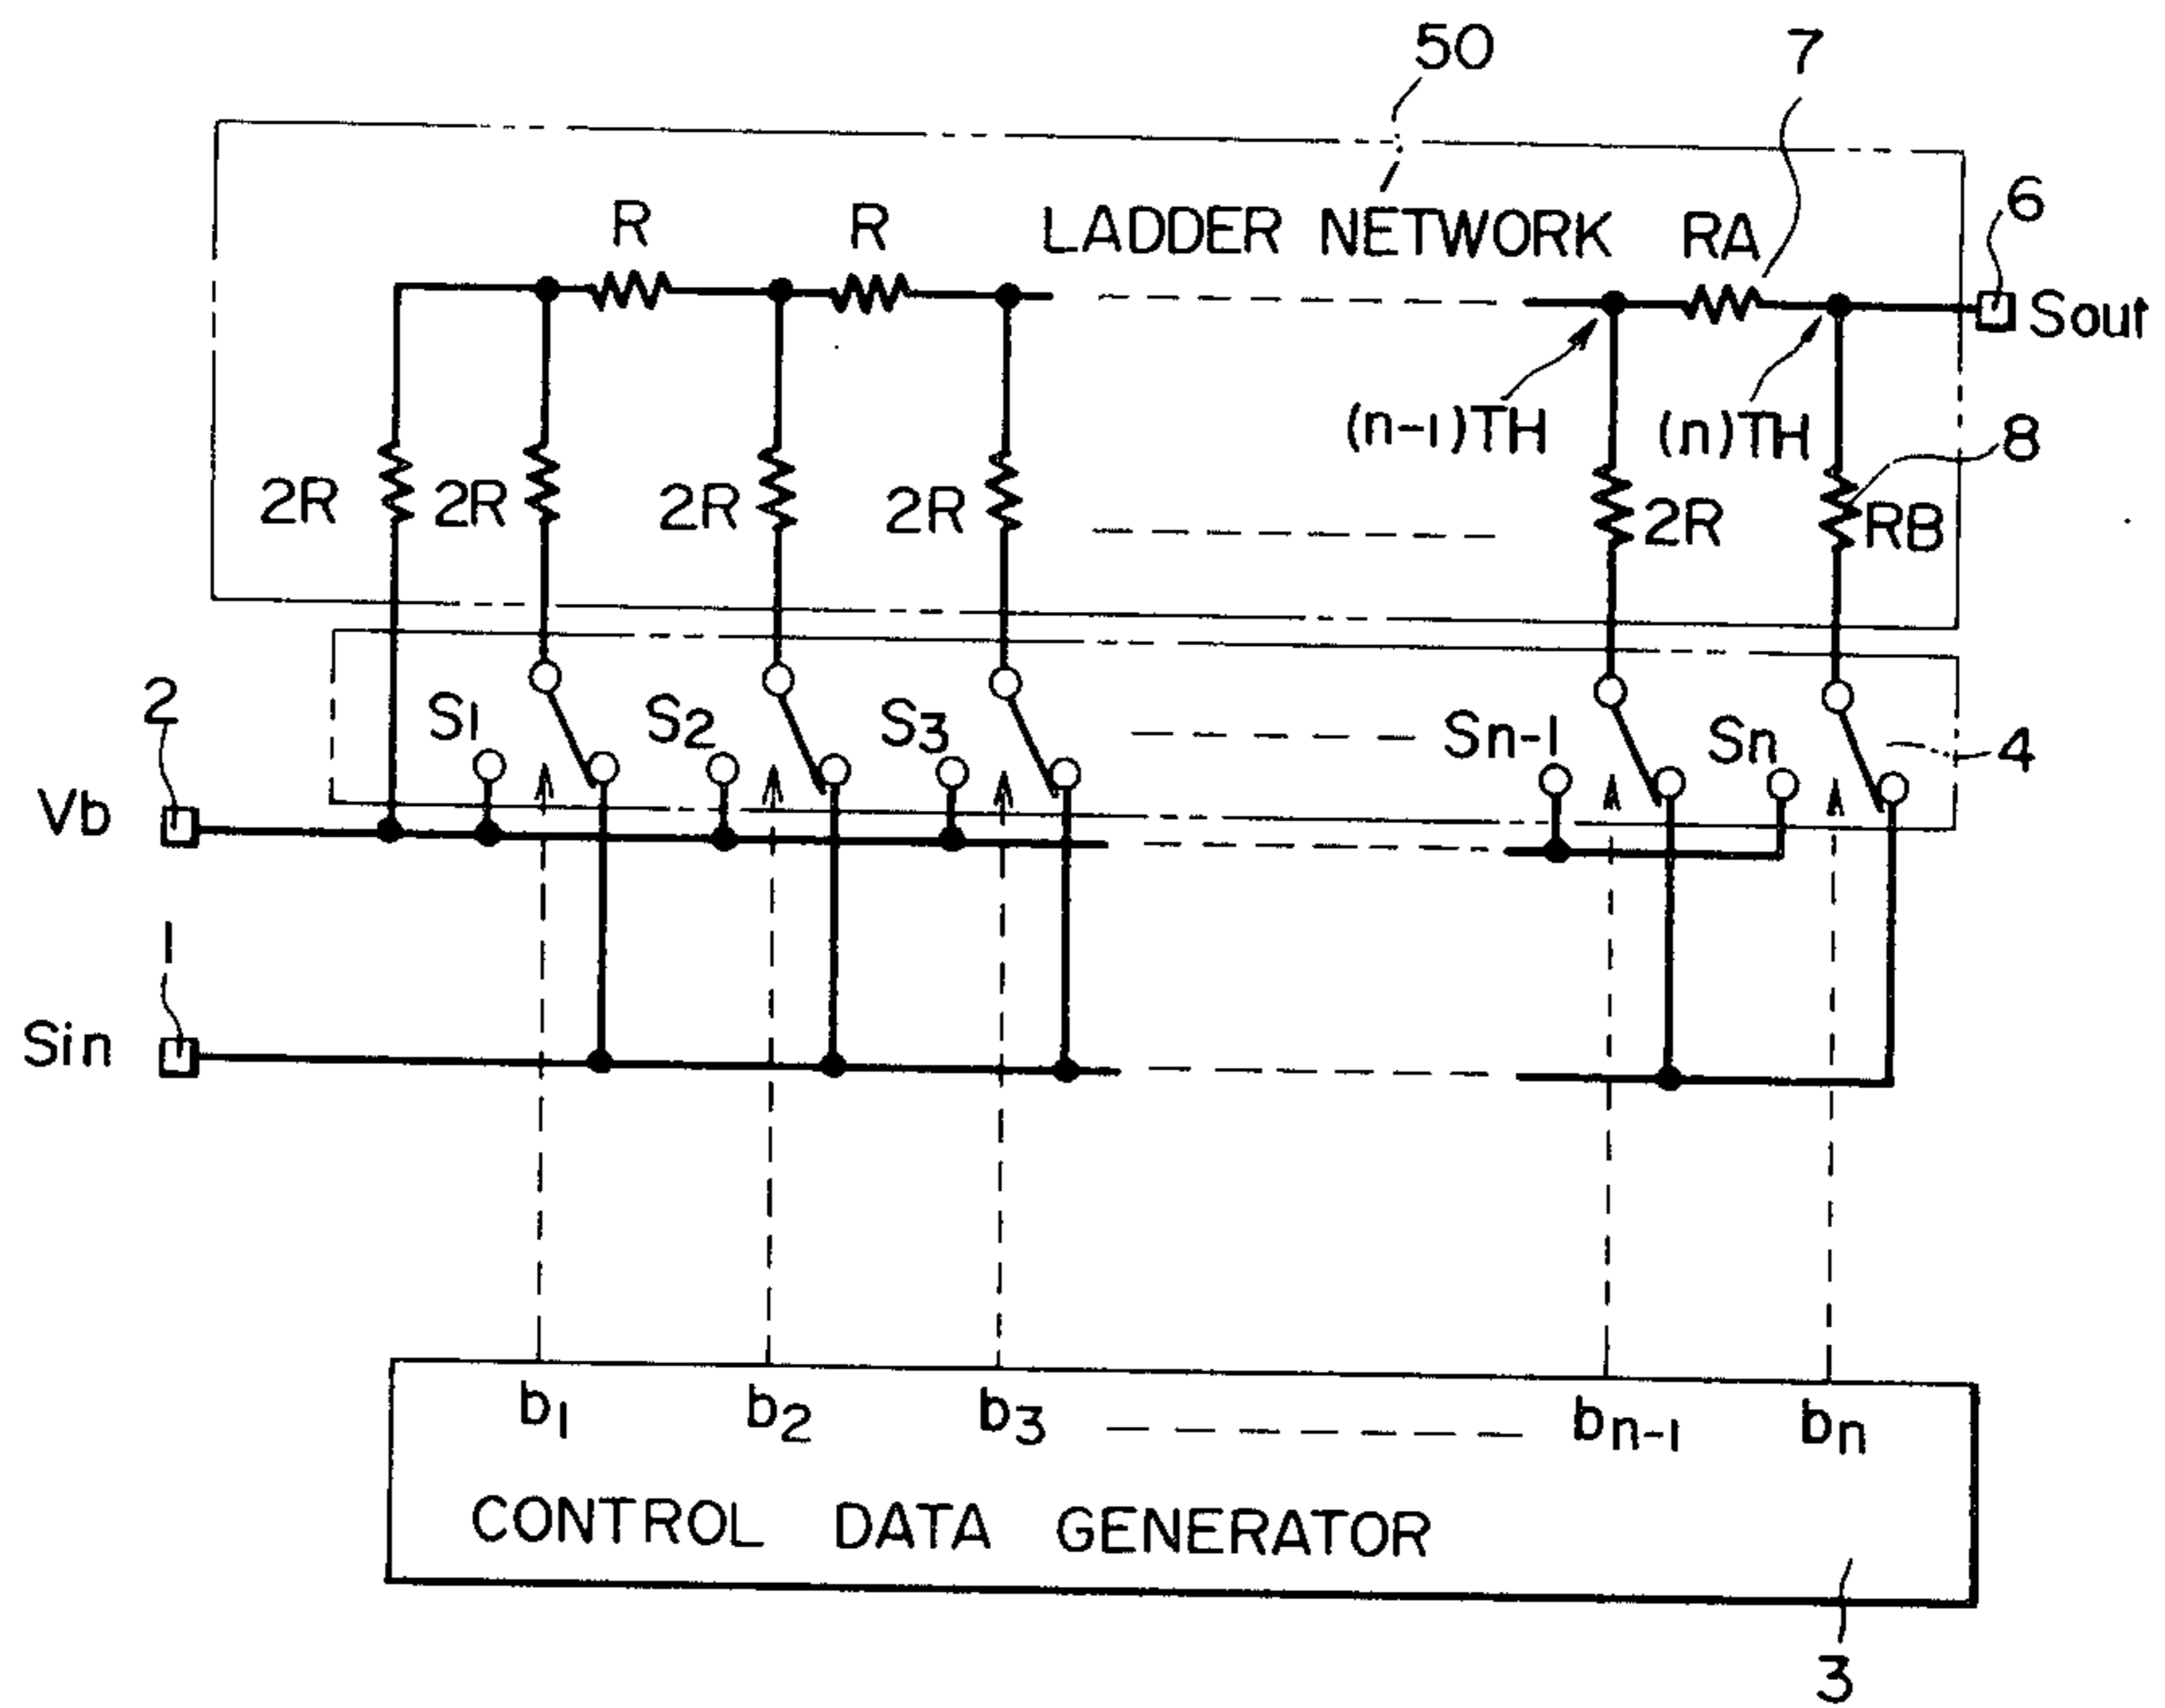 50
7
R R LADDER NETWORK RA
6
Sout
(n-1)TH (n)TH
8
2R 2R 2R 2R 2R RB
2
S1 S2 S3 Sn-1 Sn
4
Vb
1
Sin
b1 b2 b3 bn-1 bn
CONTROL DATA GENERATOR
3